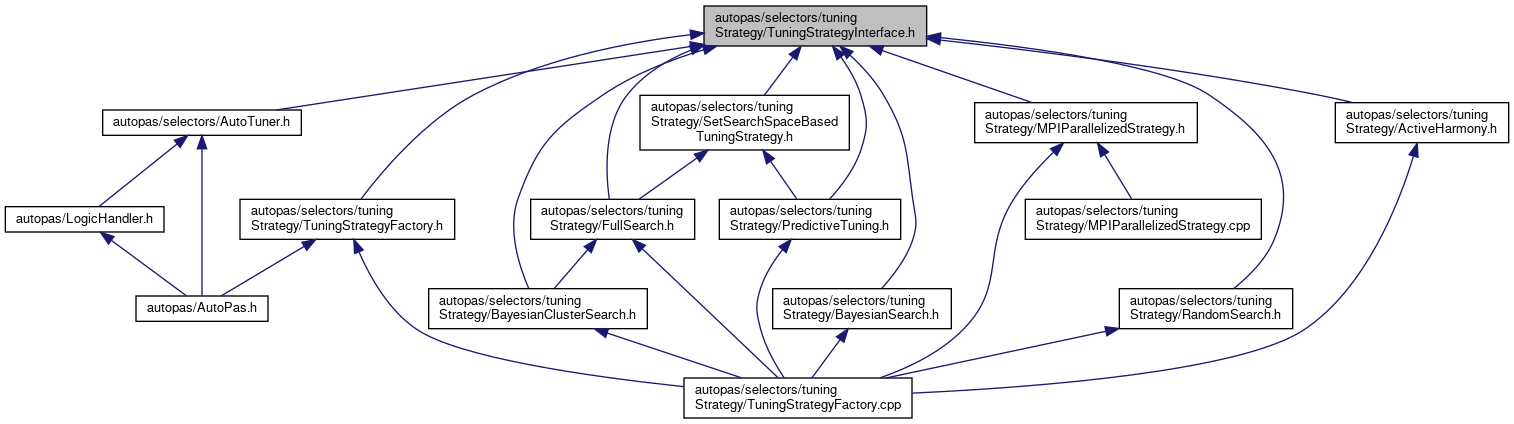 autopas/selectors/tuning
Strategy/TuningStrategyInterface.h
autopas/selectors/AutoTuner.h
autopas/selectors/tuning
Strategy/SetSearchSpaceBased
TuningStrategy.h
autopas/selectors/tuning
Strategy/MPIParallelizedStrategy.h
autopas/selectors/tuning
Strategy/ActiveHarmony.h
autopas/LogicHandler.h
autopas/selectors/tuning
Strategy/TuningStrategyFactory.h
autopas/selectors/tuning
Strategy/FullSearch.h
autopas/selectors/tuning
Strategy/PredictiveTuning.h
autopas/selectors/tuning
Strategy/MPIParallelizedStrategy.cpp
autopas/AutoPas.h
autopas/selectors/tuning
Strategy/BayesianClusterSearch.h
autopas/selectors/tuning
Strategy/BayesianSearch.h
autopas/selectors/tuning
Strategy/RandomSearch.h
autopas/selectors/tuning
Strategy/TuningStrategyFactory.cpp